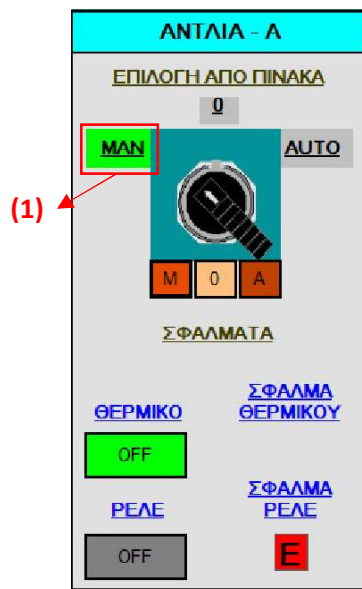 ΑΝΤΛΙΑ - Α
ΕΠΙΛΟΓΗ ΑΠΟ ΠΙΝΑΚΑ
0
MAN AUTO
(1)
M 0 A
ΣΦΑΛΜΑΤΑ
ΘΕΡΜΙΚΟ ΣΦΑΛΜΑ ΘΕΡΜΙΚΟΥ
OFF
ΡΕΛΕ ΣΦΑΛΜΑ ΡΕΛΕ
OFF E